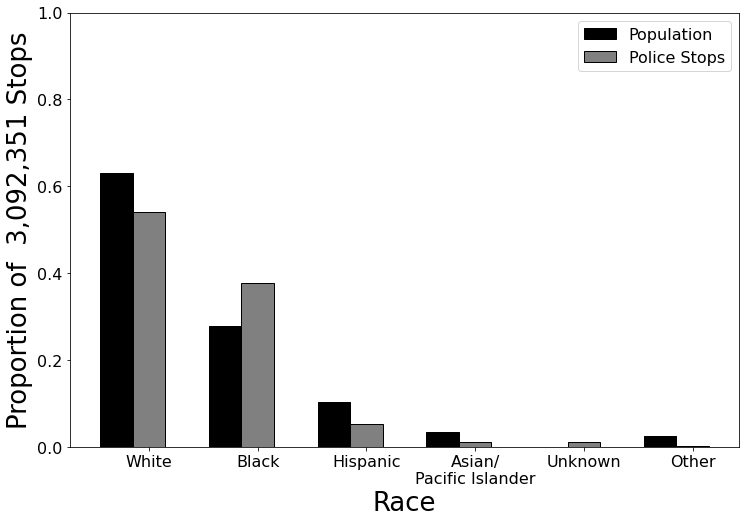 Population
Police Stops
Proportion of  3,092,351 Stops
1.0
0.8
0.6
0.4
0.2
0.0
White
Black
Hispanic
Asian/
Pacific Islander
Unknown
Other
Race